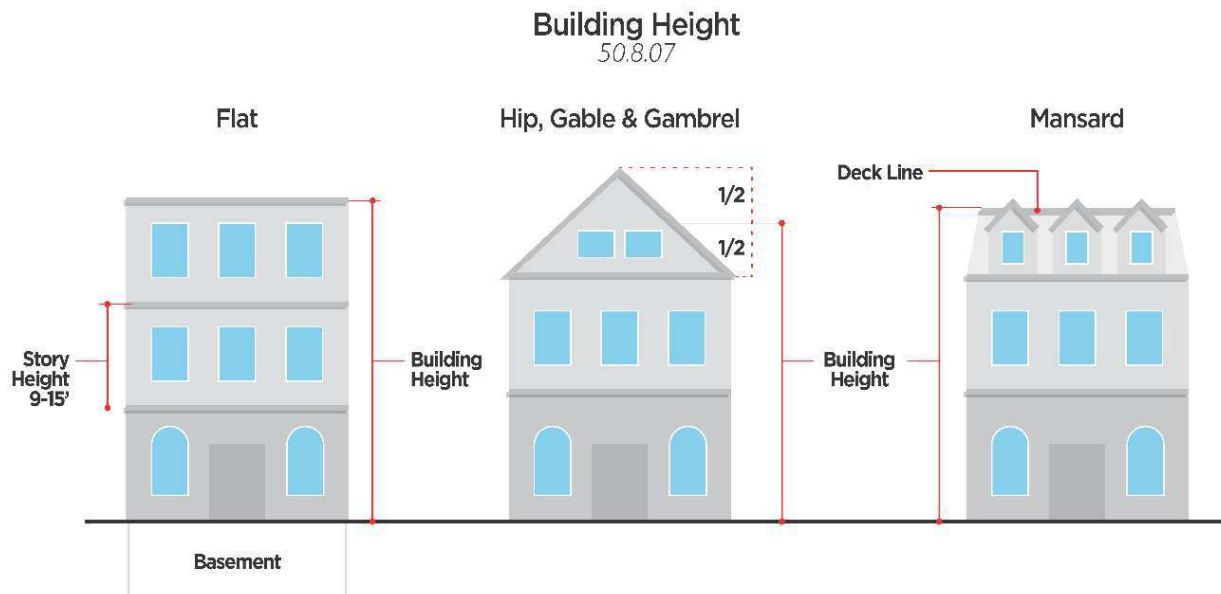 Building Height
50.8.07
Flat
Hip, Gable & Gambrel
Mansard
Deck Line
1/2
1/2
Story
Height
9-15’
Building
Height
Building
Height
Basement